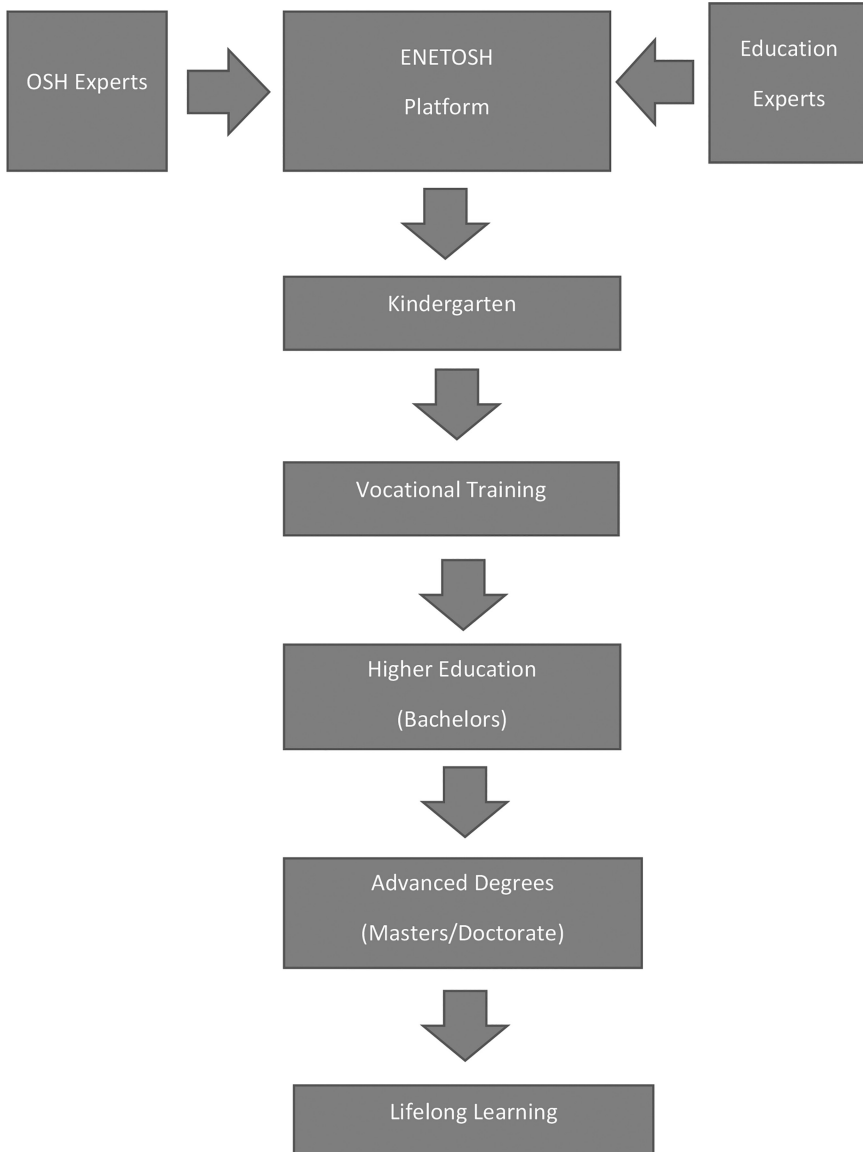 OSH Experts
ENETOSH
Platform
Education
Experts
Kindergarten
Vocational Training
Higher Education
(Bachelors)
Advanced Degrees
(Masters/Doctorate)
Lifelong Learning